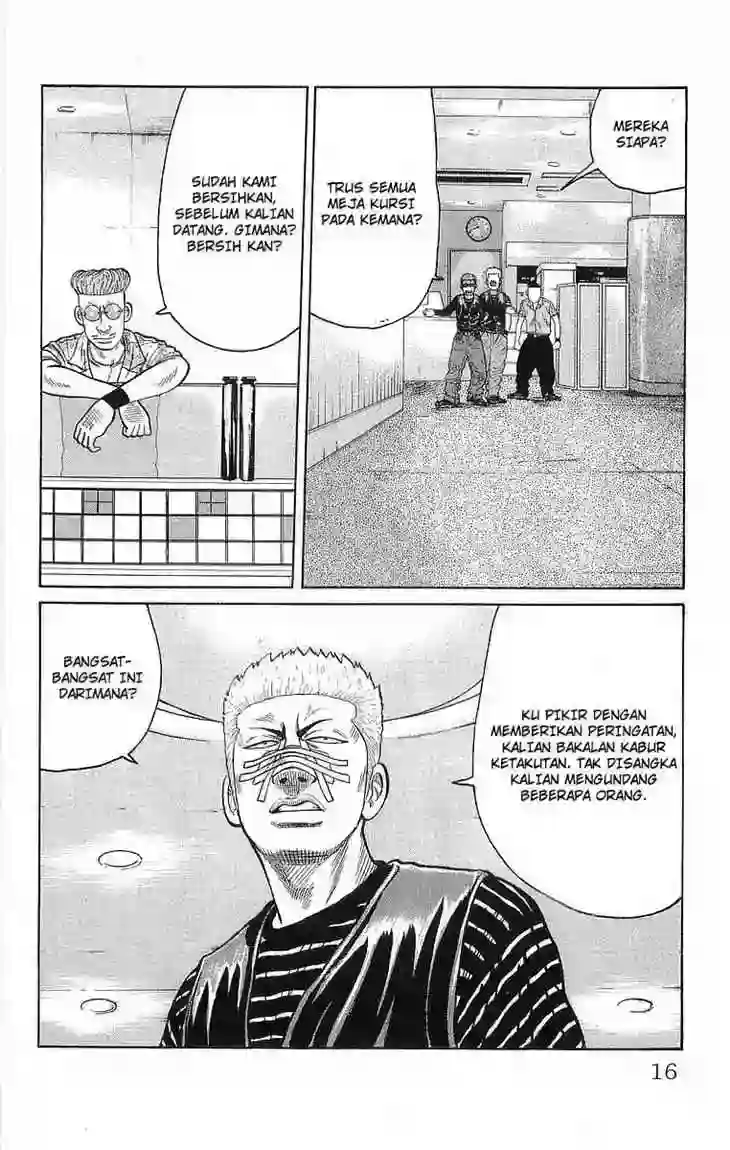 MEREKA
SIAPA?
TRUS SEMUA
MEJA KURSI
PADA KEMANA?
SUDAH KAMI
BERSIHKAN,
SEBELUM KALIAN
DATANG. GIMANA?
BERSIH KAN?
BANGSAT-
BANGSAT INI
DARIMANA?
KU PIKIR DENGAN
MEMBERIKAN PERINGATAN,
KALIAN BAKALAN KABUR
KETAKUTAN. TAK DISANGKA
KALIAN MENGUNDANG
BEBERAPA ORANG.
16